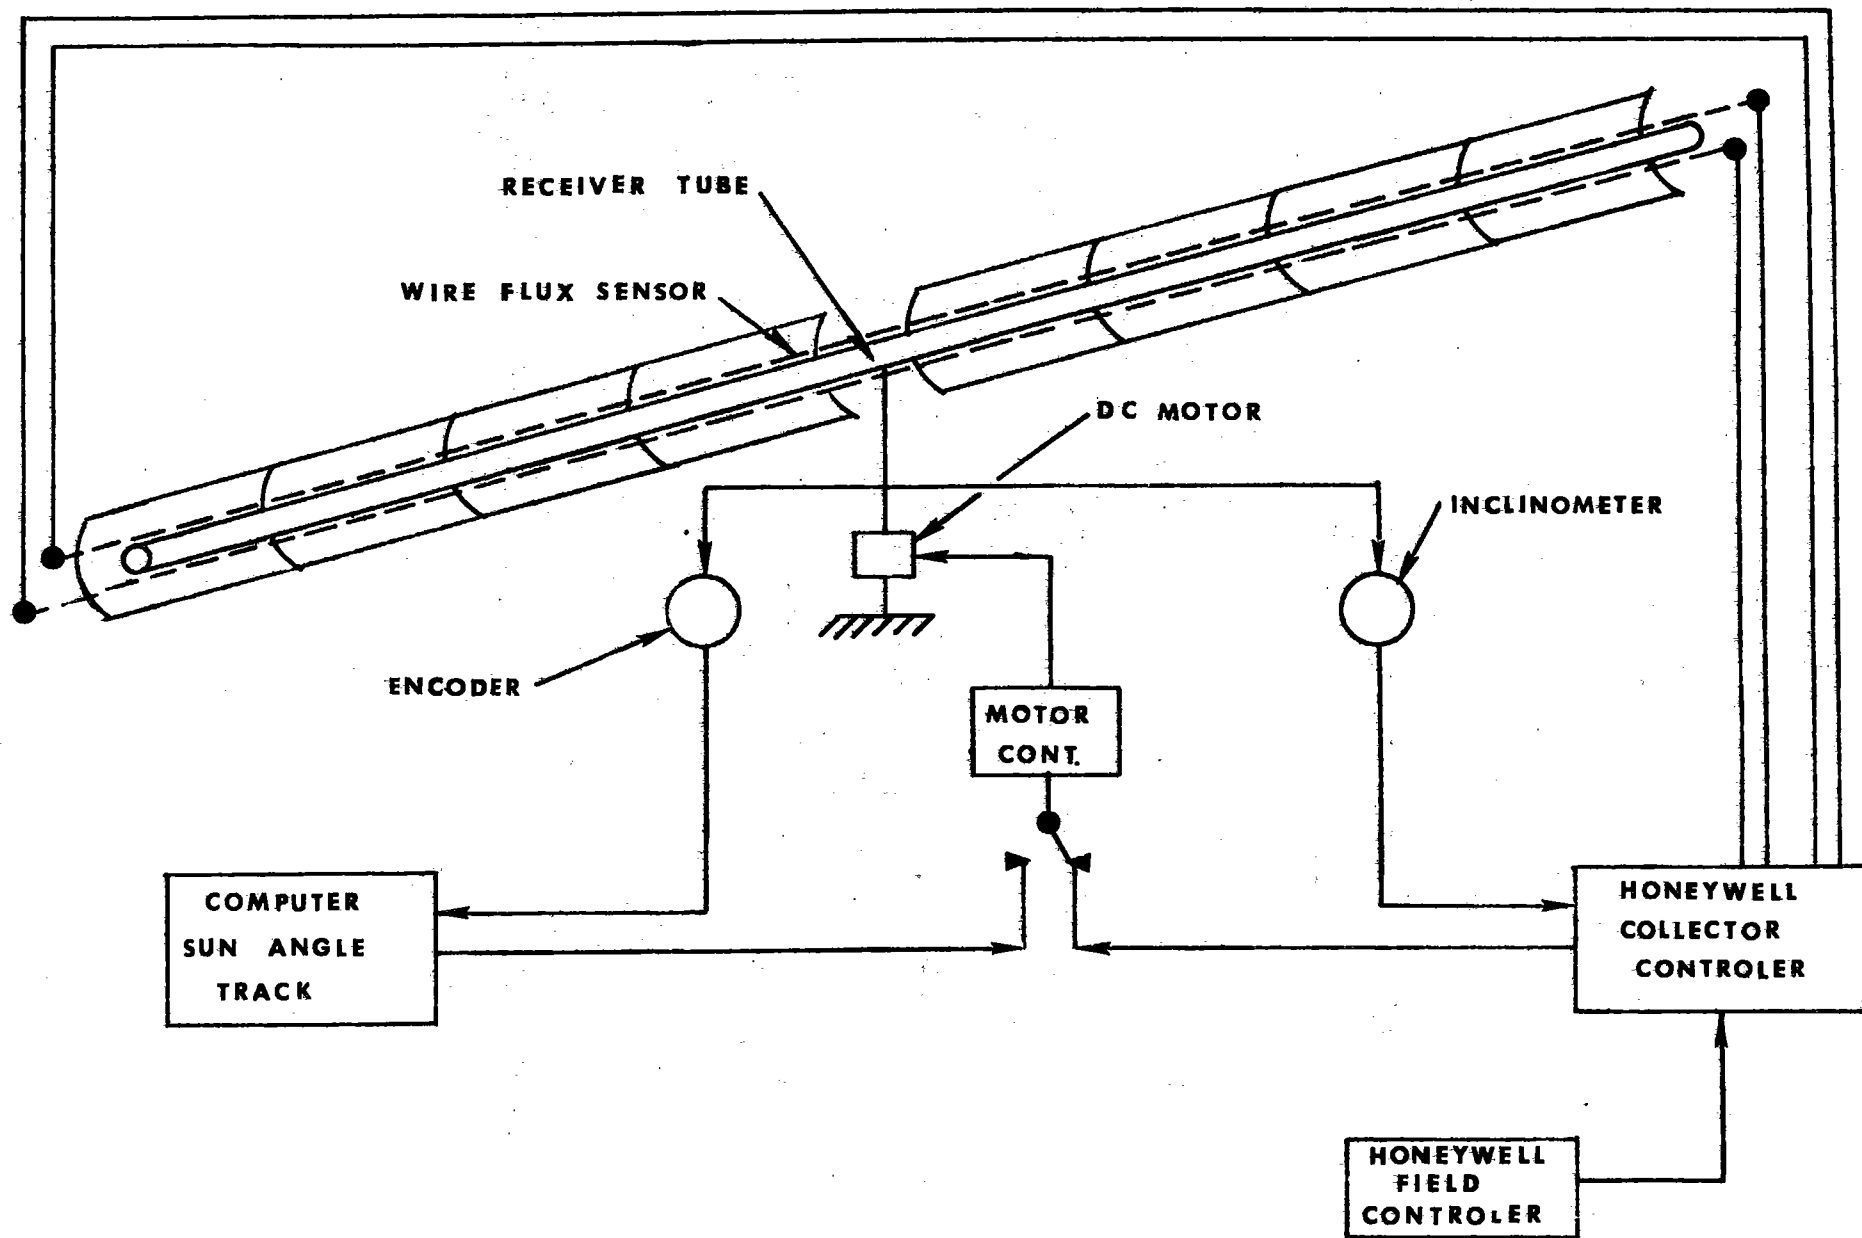 RECEIVER TUBE
WIRE FLUX SENSOR
DC MOTOR
INCLINOMETER
ENCODER
MOTOR
CONT.
COMPUTER
SUN ANGLE
TRACK
HONEYWELL
COLLECTOR
CONTROLER
HONEYWELL
FIELD
CONTROLER